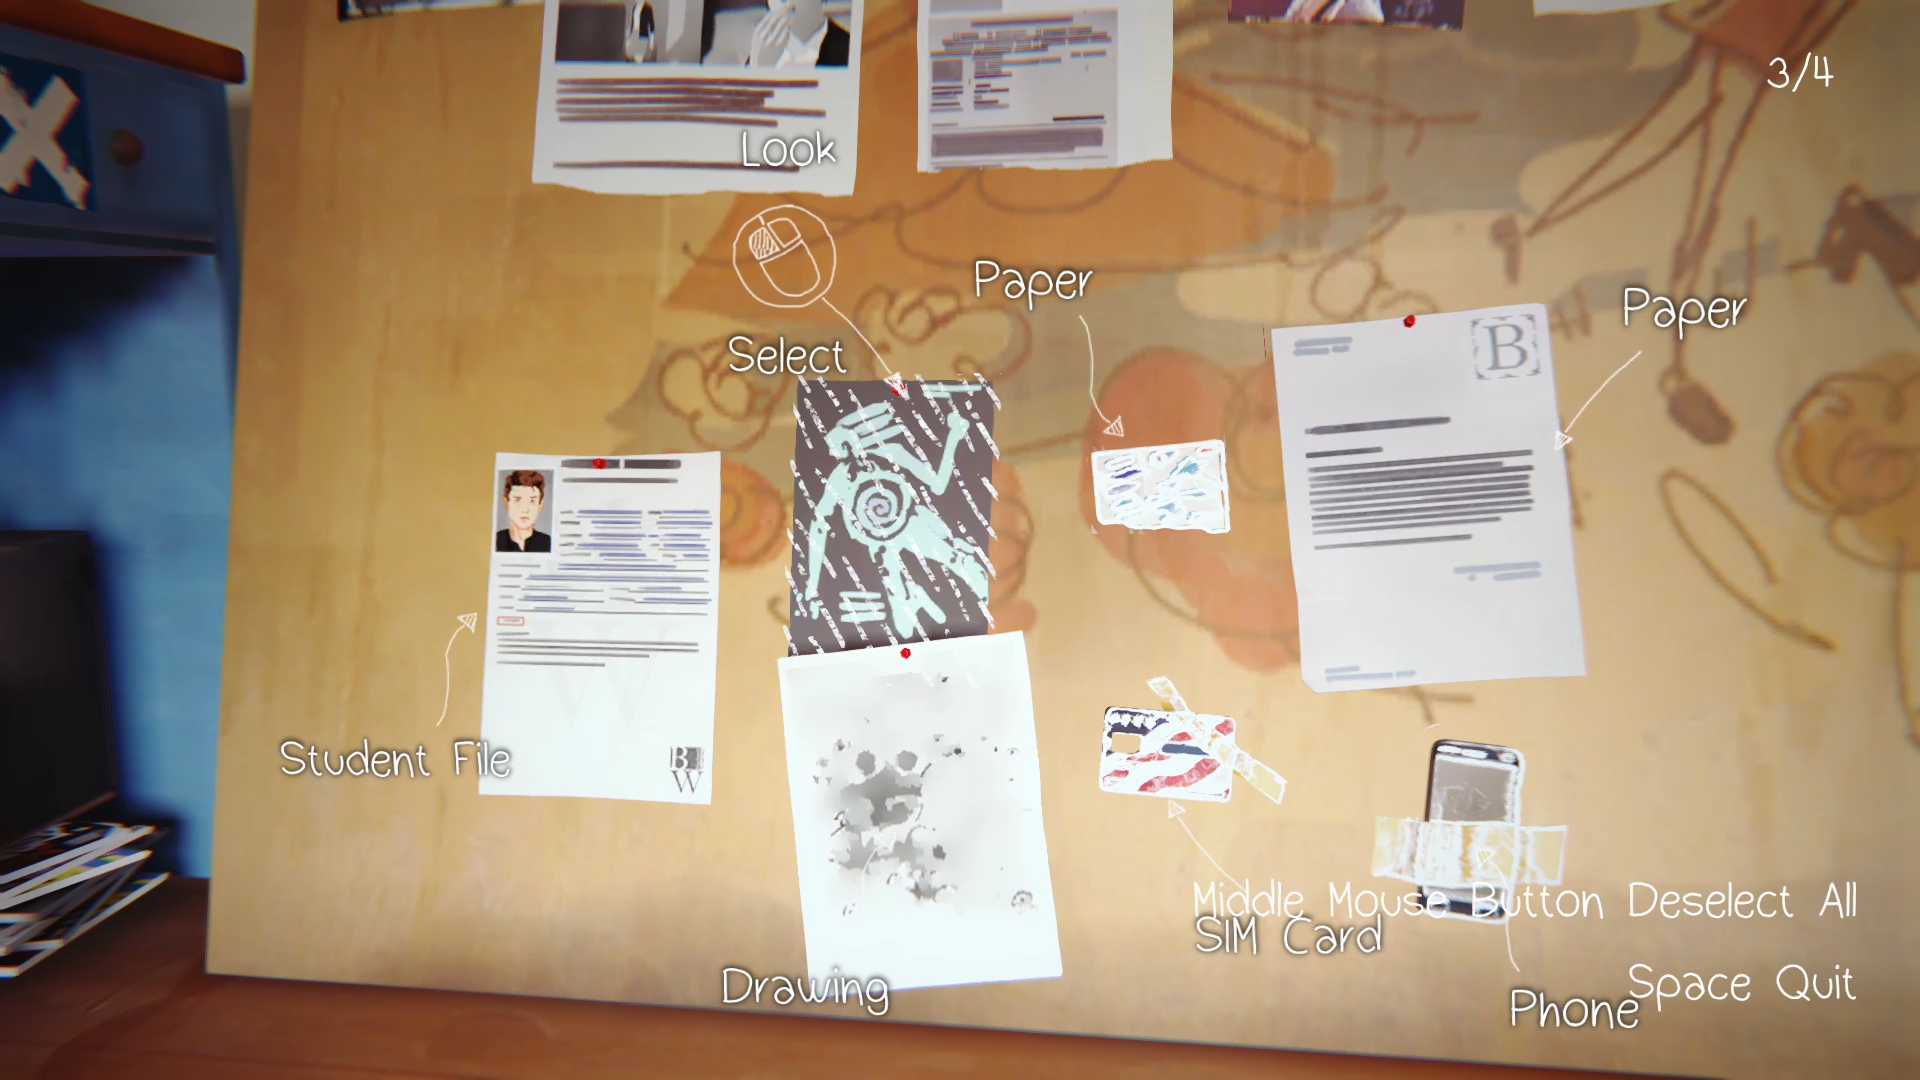 3/4
Look
Paper
Paper
Select
B
Student File
B
W
Middle Mouse Button Deselect All
SIM Card
Drawing
Space Quit
Phone